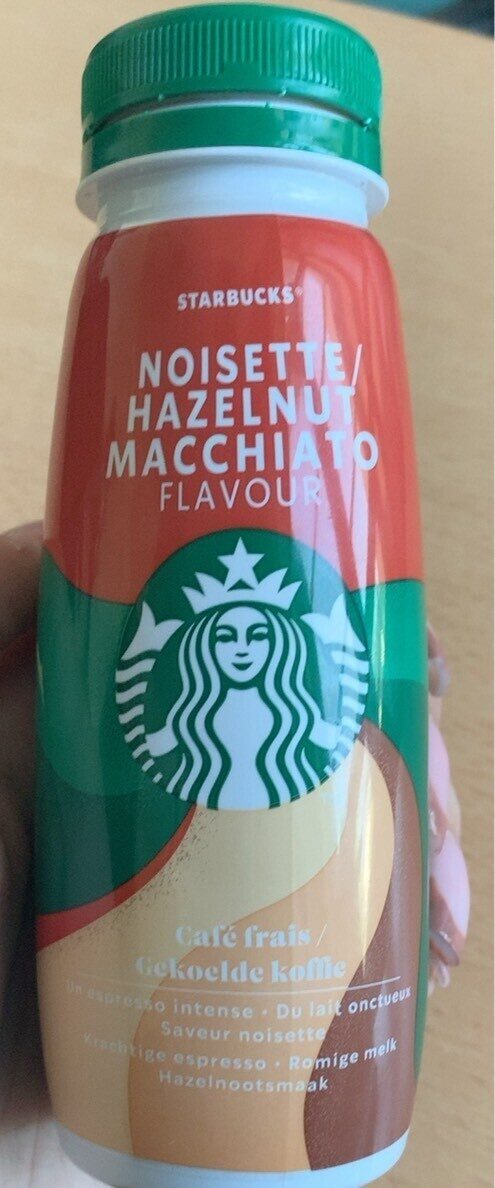 STARBUCKS®
NOISETTE/
HAZELNUT
MACCHIATO
FLAVOUR
Café frais /
Gekoelde koffie
Un espresso intense • Du lait onctueux
Saveur noisette
Krachtige espresso • Romige melk
Hazelnootsmaak